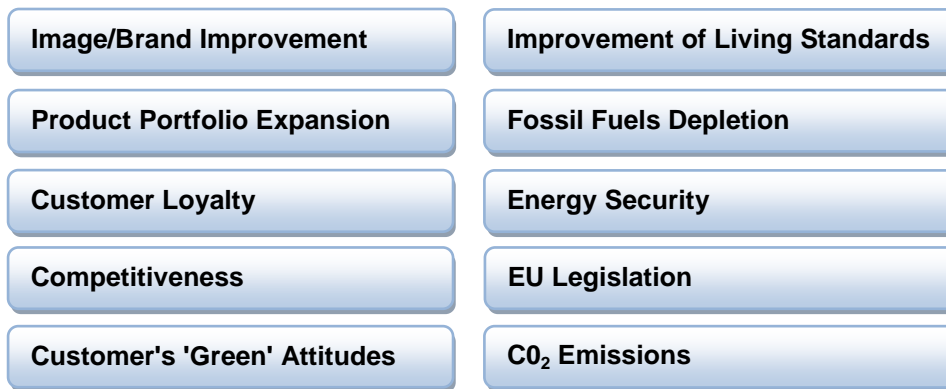 Image/Brand Improvement
Product Portfolio Expansion
Customer Loyalty
Competitiveness
Customer's 'Green' Attitudes
Improvement of Living Standards
Fossil Fuels Depletion
Energy Security
EU Legislation
C0₂ Emissions